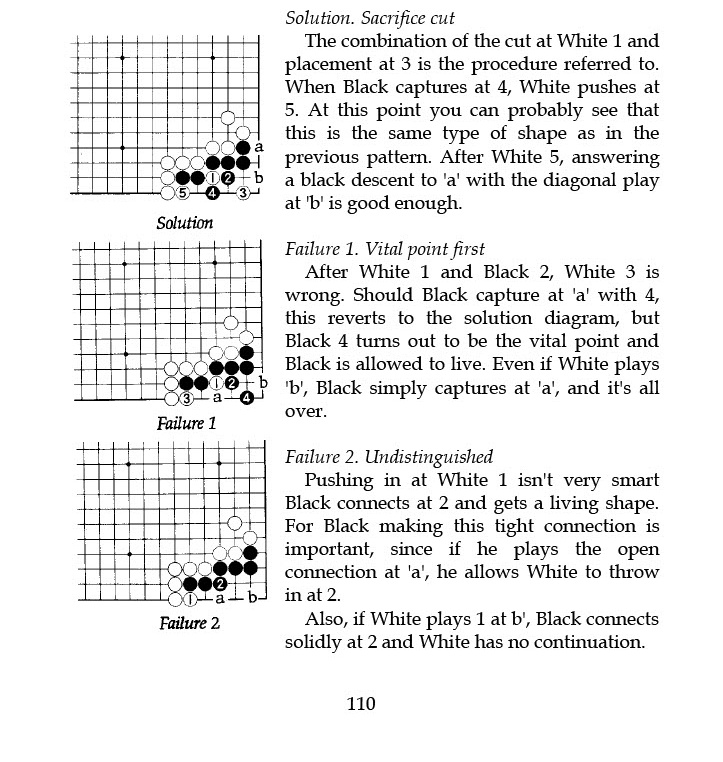 Solution. Sacrifice cut
The combination of the cut at White 1 and
placement at 3 is the procedure referred to.
When Black captures at 4, White pushes at
5. At this point you can probably see that
this is the same type of shape as in the
previous pattern. After White 5, answering
a black descent to 'a' with the diagonal play
at 'b' is good enough.
a
1 2 b
5 4 3
Solution
Failure 1. Vital point first
After White 1 and Black 2, White 3 is
wrong. Should Black capture at 'a' with 4,
this reverts to the solution diagram, but
Black 4 turns out to be the vital point and
Black is allowed to live. Even if White plays
'b', Black simply captures at 'a', and it's all
over.
1 2 b
3 a 4
Failure 1
Failure 2. Undistinguished
Pushing in at White 1 isn't very smart
Black connects at 2 and gets a living shape.
For Black making this tight connection is
important, since if he plays the open
connection at 'a', he allows White to throw
in at 2.
Also, if White plays 1 at b', Black connects
solidly at 2 and White has no continuation.
2
1 a b
Failure 2
110